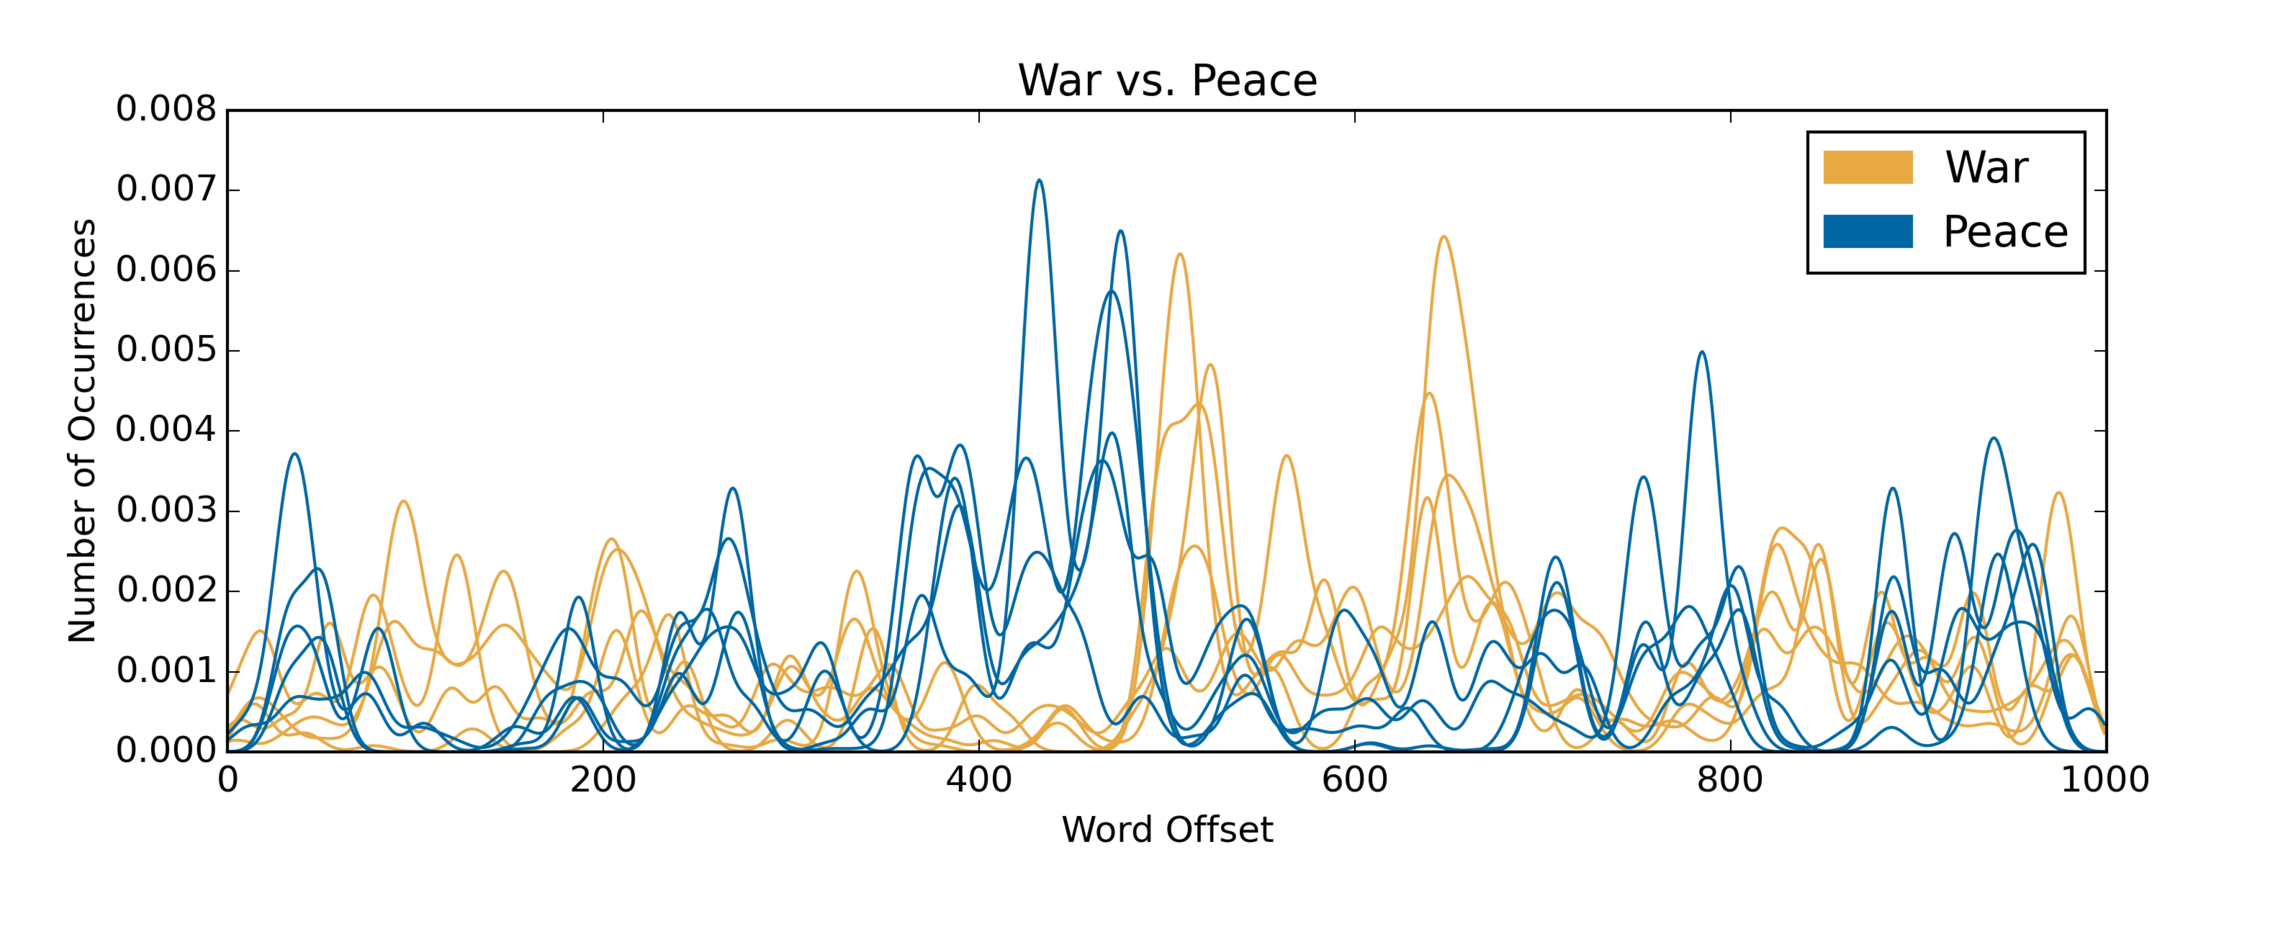 War vs. Peace
0.008
0.007
0.006
0.005
0.004
0.003
0.002
0.001
0.000
Number of Occurrences
War
Peace
0 200 400 600 800 1000
Word Offset